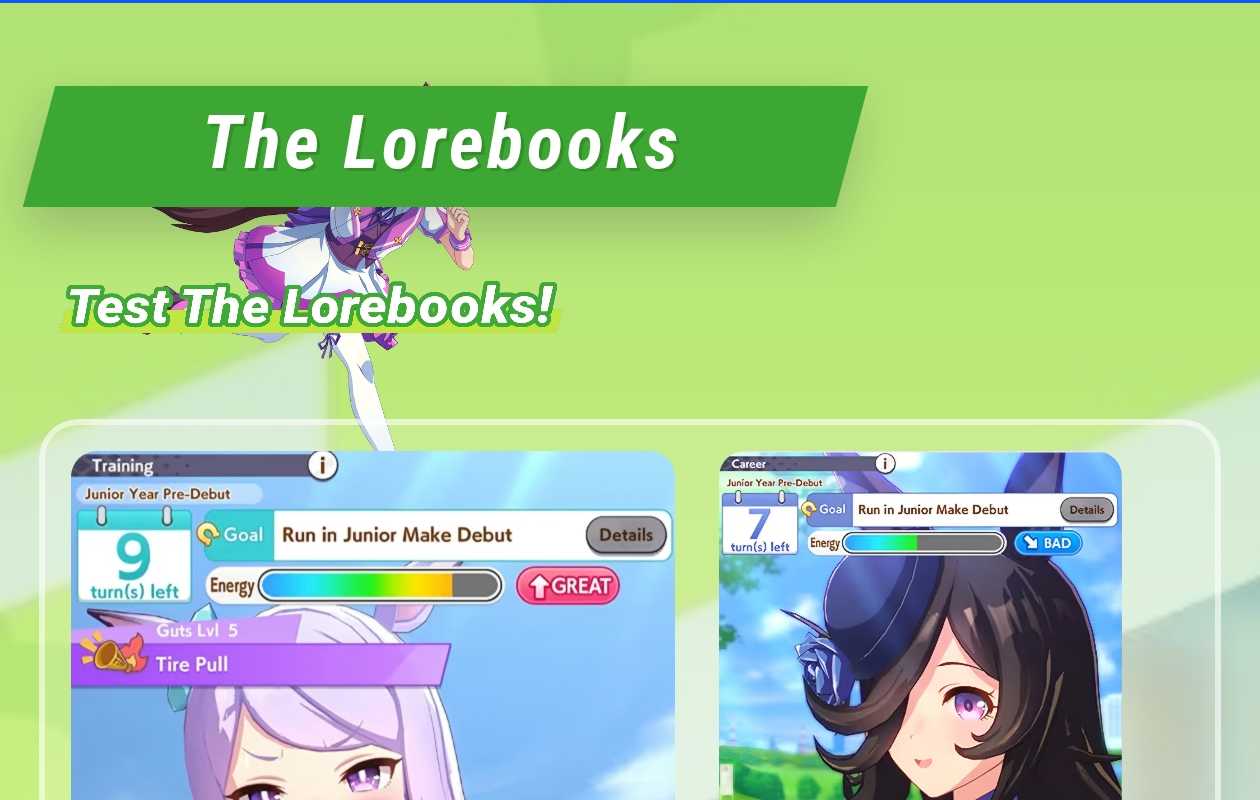 The Lorebooks
Test The Lorebooks!
Training
i
Junior Year Pre-Debut
9
turn(s) left
Goal
Run in Junior Make Debut
Details
Energy
GREAT
Guts Lvl 5
Tire Pull
Career
i
Junior Year Pre-Debut
7
turn(s) left
Goal
Run in Junior Make Debut
Details
Energy
BAD